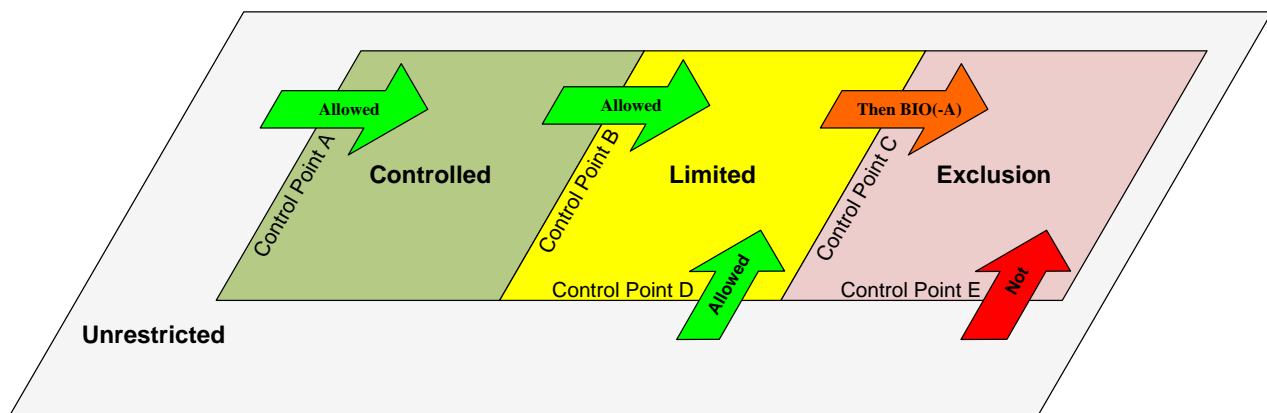 Allowed
Allowed
Then BIO(-A)
Control Point A
Control Point B
Control Point C
Controlled
Limited
Exclusion
Control Point D
Allowed
Control Point E
Not
Unrestricted